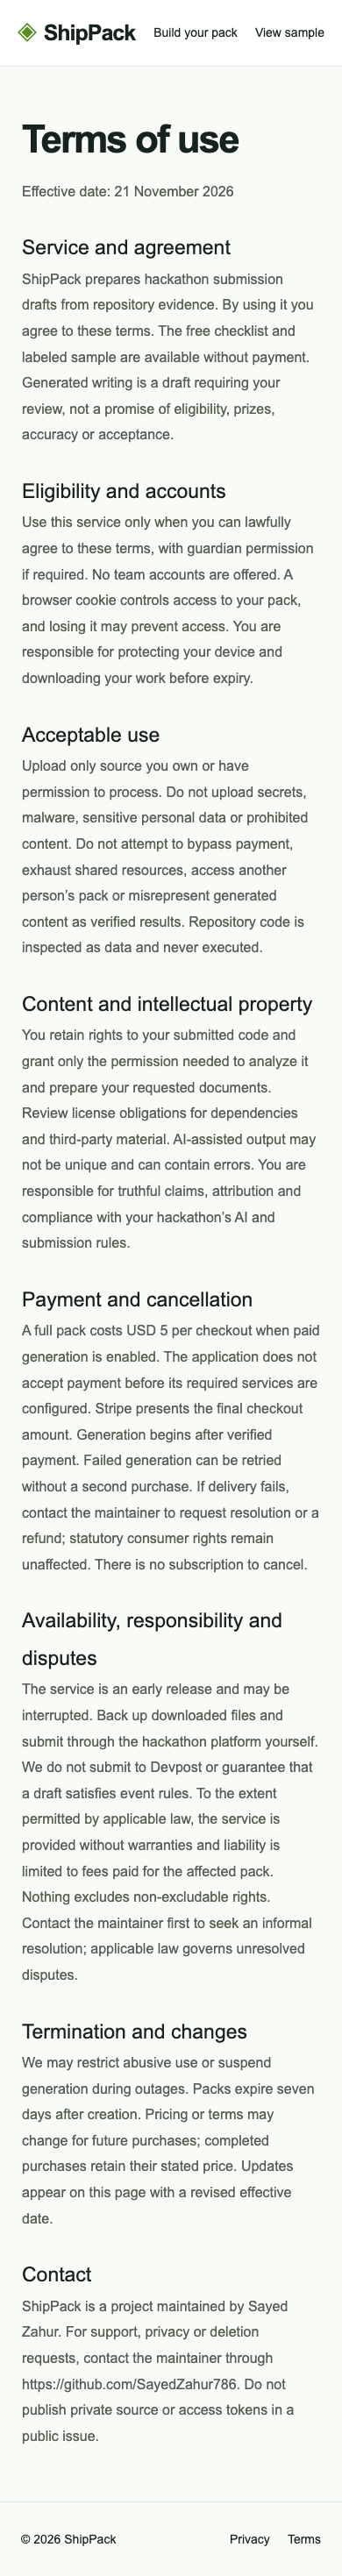 ShipPack Build your pack View sample
Terms of use
Effective date: 21 November 2026
Service and agreement
ShipPack prepares hackathon submission
drafts from repository evidence. By using it you
agree to these terms. The free checklist and
labeled sample are available without payment.
Generated writing is a draft requiring your
review, not a promise of eligibility, prizes,
accuracy or acceptance.
Eligibility and accounts
Use this service only when you can lawfully
agree to these terms, with guardian permission
if required. No team accounts are offered. A
browser cookie controls access to your pack,
and losing it may prevent access. You are
responsible for protecting your device and
downloading your work before expiry.
Acceptable use
Upload only source you own or have
permission to process. Do not upload secrets,
malware, sensitive personal data or prohibited
content. Do not attempt to bypass payment,
exhaust shared resources, access another
person’s pack or misrepresent generated
content as verified results. Repository code is
inspected as data and never executed.
Content and intellectual property
You retain rights to your submitted code and
grant only the permission needed to analyze it
and prepare your requested documents.
Review license obligations for dependencies
and third-party material. AI-assisted output may
not be unique and can contain errors. You are
responsible for truthful claims, attribution and
compliance with your hackathon’s AI and
submission rules.
Payment and cancellation
A full pack costs USD 5 per checkout when paid
generation is enabled. The application does not
accept payment before its required services are
configured. Stripe presents the final checkout
amount. Generation begins after verified
payment. Failed generation can be retried
without a second purchase. If delivery fails,
contact the maintainer to request resolution or a
refund; statutory consumer rights remain
unaffected. There is no subscription to cancel.
Availability, responsibility and
disputes
The service is an early release and may be
interrupted. Back up downloaded files and
submit through the hackathon platform yourself.
We do not submit to Devpost or guarantee that
a draft satisfies event rules. To the extent
permitted by applicable law, the service is
provided without warranties and liability is
limited to fees paid for the affected pack.
Nothing excludes non-excludable rights.
Contact the maintainer first to seek an informal
resolution; applicable law governs unresolved
disputes.
Termination and changes
We may restrict abusive use or suspend
generation during outages. Packs expire seven
days after creation. Pricing or terms may
change for future purchases; completed
purchases retain their stated price. Updates
appear on this page with a revised effective
date.
Contact
ShipPack is a project maintained by Sayed
Zahur. For support, privacy or deletion
requests, contact the maintainer through
https://github.com/SayedZahur786. Do not
publish private source or access tokens in a
public issue.
© 2026 ShipPack Privacy Terms